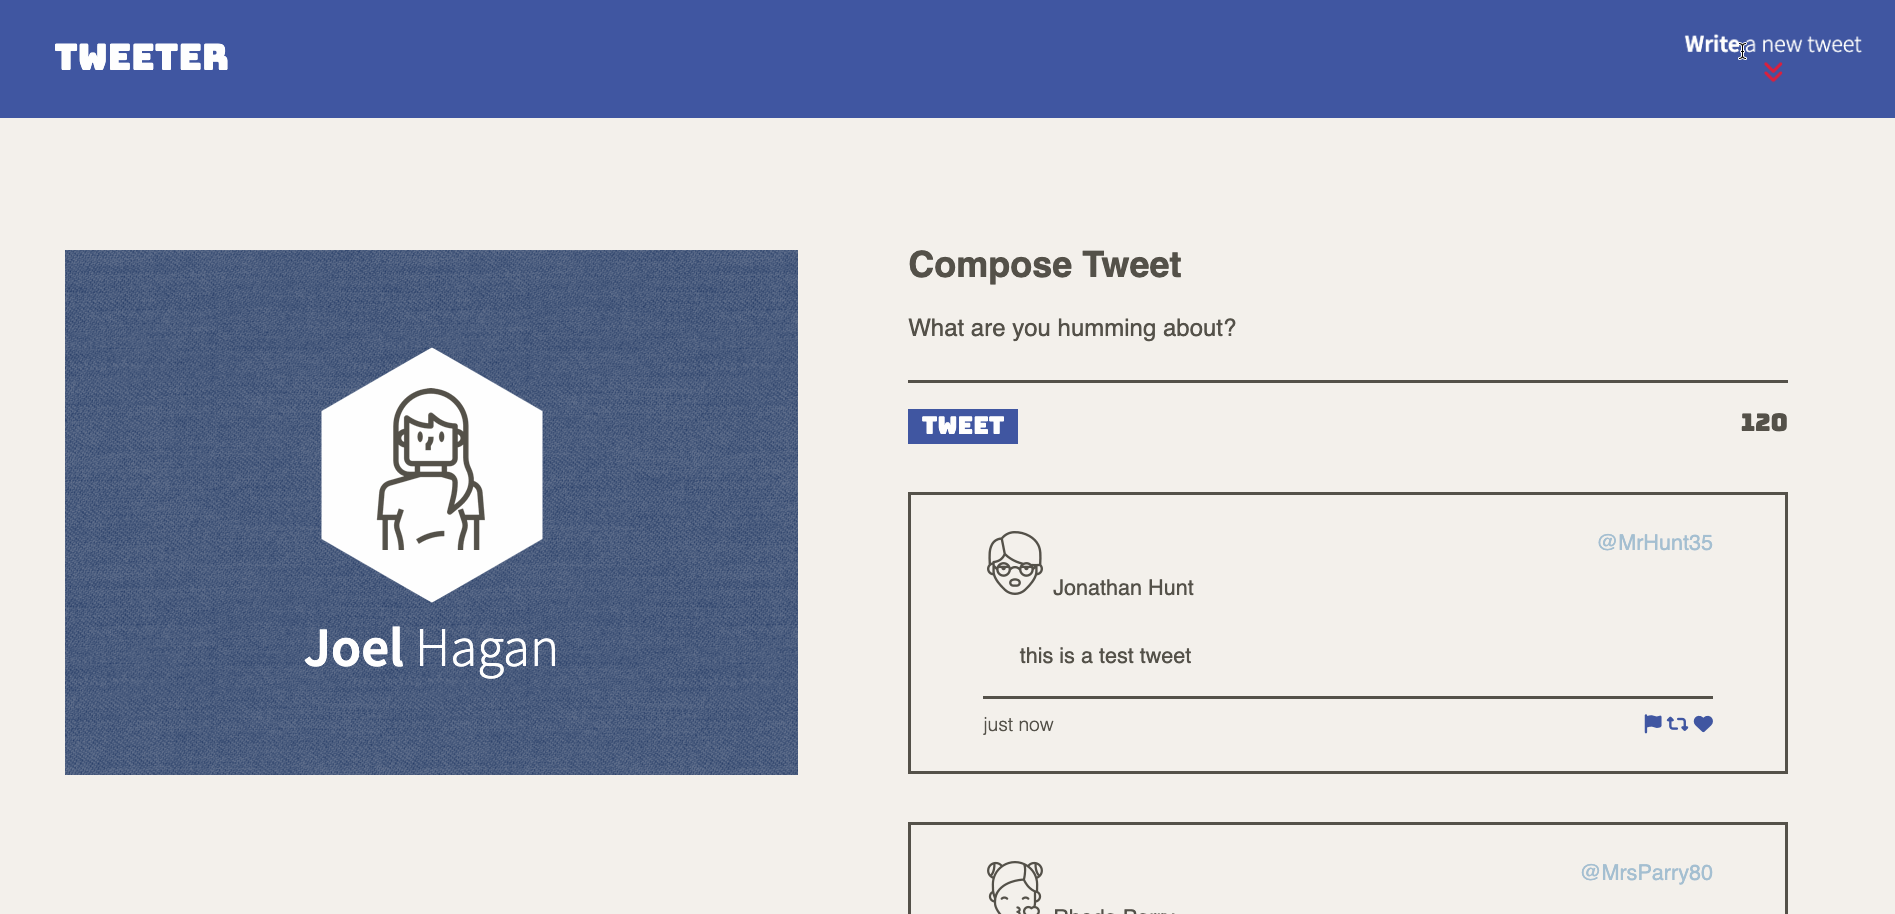 TWEETER
Write a new tweet
Joel Hagan
Compose Tweet
What are you humming about?
TWEET
120
@MrHunt35
Jonathan Hunt
this is a test tweet
just now
@MrsParry80